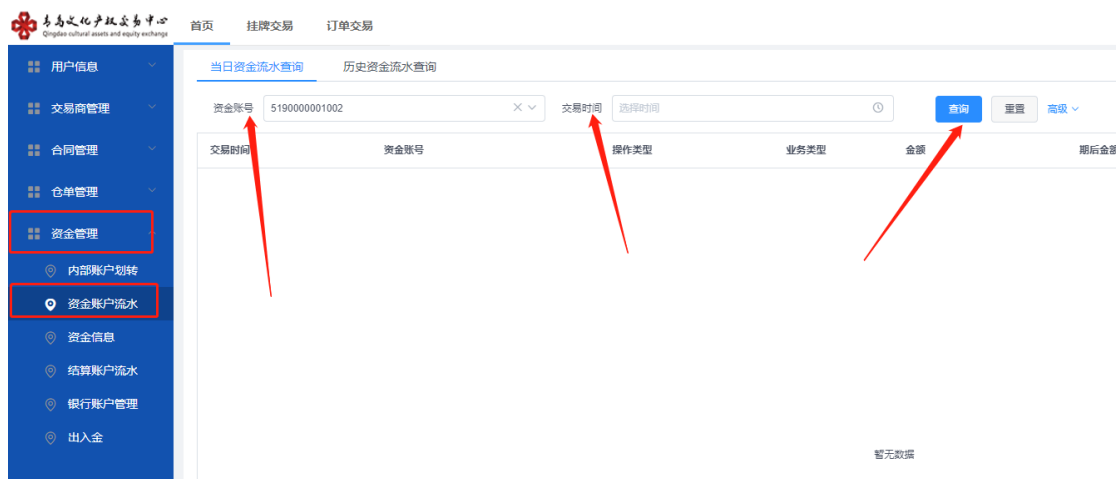 青岛文化产权交易中心
Qingdao cultural assets and equity exchange
首页 挂牌交易 订单交易
用户信息
交易商管理
合同管理
仓单管理
资金管理
内部账户划转
资金账户流水
资金信息
结算账户流水
银行账户管理
出入金
当日资金流水查询 历史资金流水查询
资金账号 5190000001002 交易时间 选择时间 查询 重置 高级
交易时间 资金账号 操作类型 业务类型 金额 期后金额
暂无数据